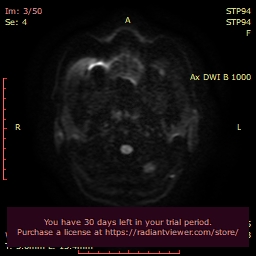 Im: 3/50
Se: 4
A
STP94
STP94
F
Ax DWI B 1000
R
L
You have 30 days left in your trial period.
Purchase a license at https://radiantviewer.com/store/